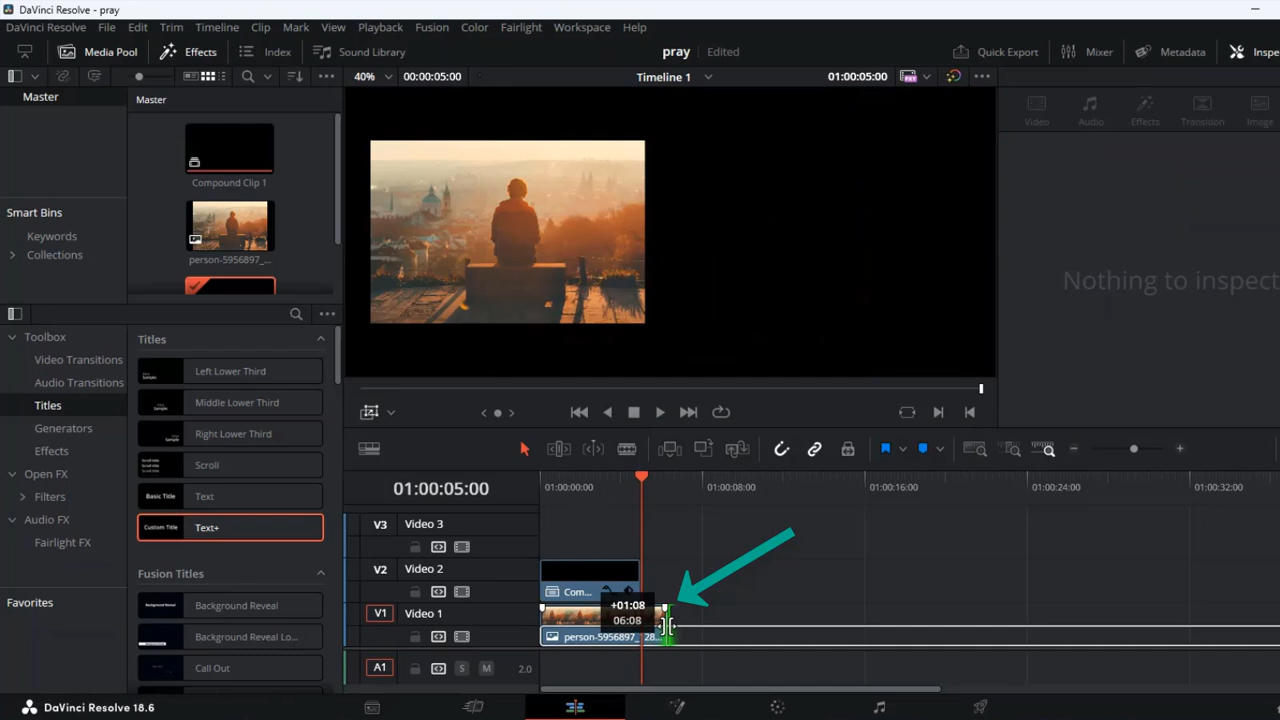 DaVinci Resolve Studio - pray
DaVinci Resolve File Edit Trim Timeline Clip Mark View Playback Fusion Color Fairlight Workspace Help
Media Pool Effects Index Sound Library pray Edited Quick Export Mixer Metadata Inspe
40% 00:00:05:00 Timeline 1 01:00:05:00
Master Master
Video Audio Effects Transition Image
Compound Clip 1
Smart Bins
Keywords
Collections
person-5956897_...
Nothing to inspect
Toolbox
Video Transitions
Audio Transitions
Titles
Generators
Effects
Open FX
Filters
Audio FX
Fairlight FX
Favorites
Titles
Left Lower Third
Middle Lower Third
Right Lower Third
Scroll
Basic Title Text
Custom Title Text+
Fusion Titles
Background Reveal
Background Reveal Lo...
Call Out
01:00:05:00 01:00:00:00 01:00:08:00 01:00:16:00 01:00:24:00 01:00:32:00
V3 Video 3
V2 Video 2
Com...
V1 Video 1
+01:08
06:08
person-5956897_ 28...
A1 S M 2.0
DaVinci Resolve 18.6